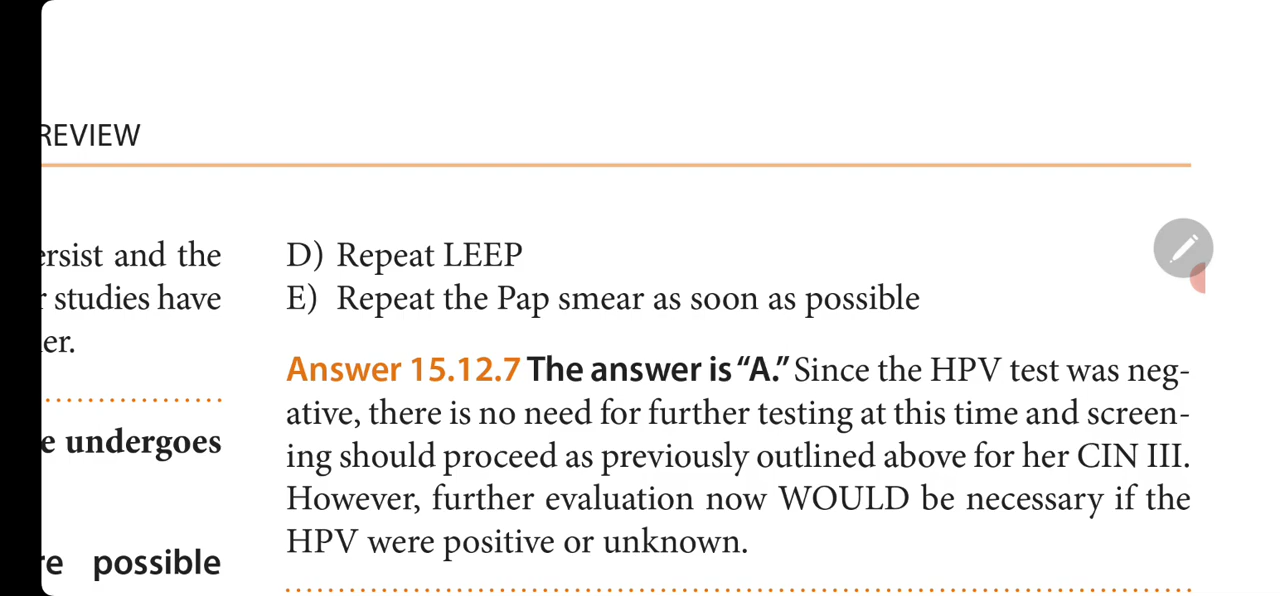 REVIEW
ersist and the
r studies have
er.
e undergoes
re possible
D) Repeat LEEP
E) Repeat the Pap smear as soon as possible
Answer 15.12.7 The answer is “A.” Since the HPV test was neg-
ative, there is no need for further testing at this time and screen-
ing should proceed as previously outlined above for her CIN III.
However, further evaluation now WOULD be necessary if the
HPV were positive or unknown.